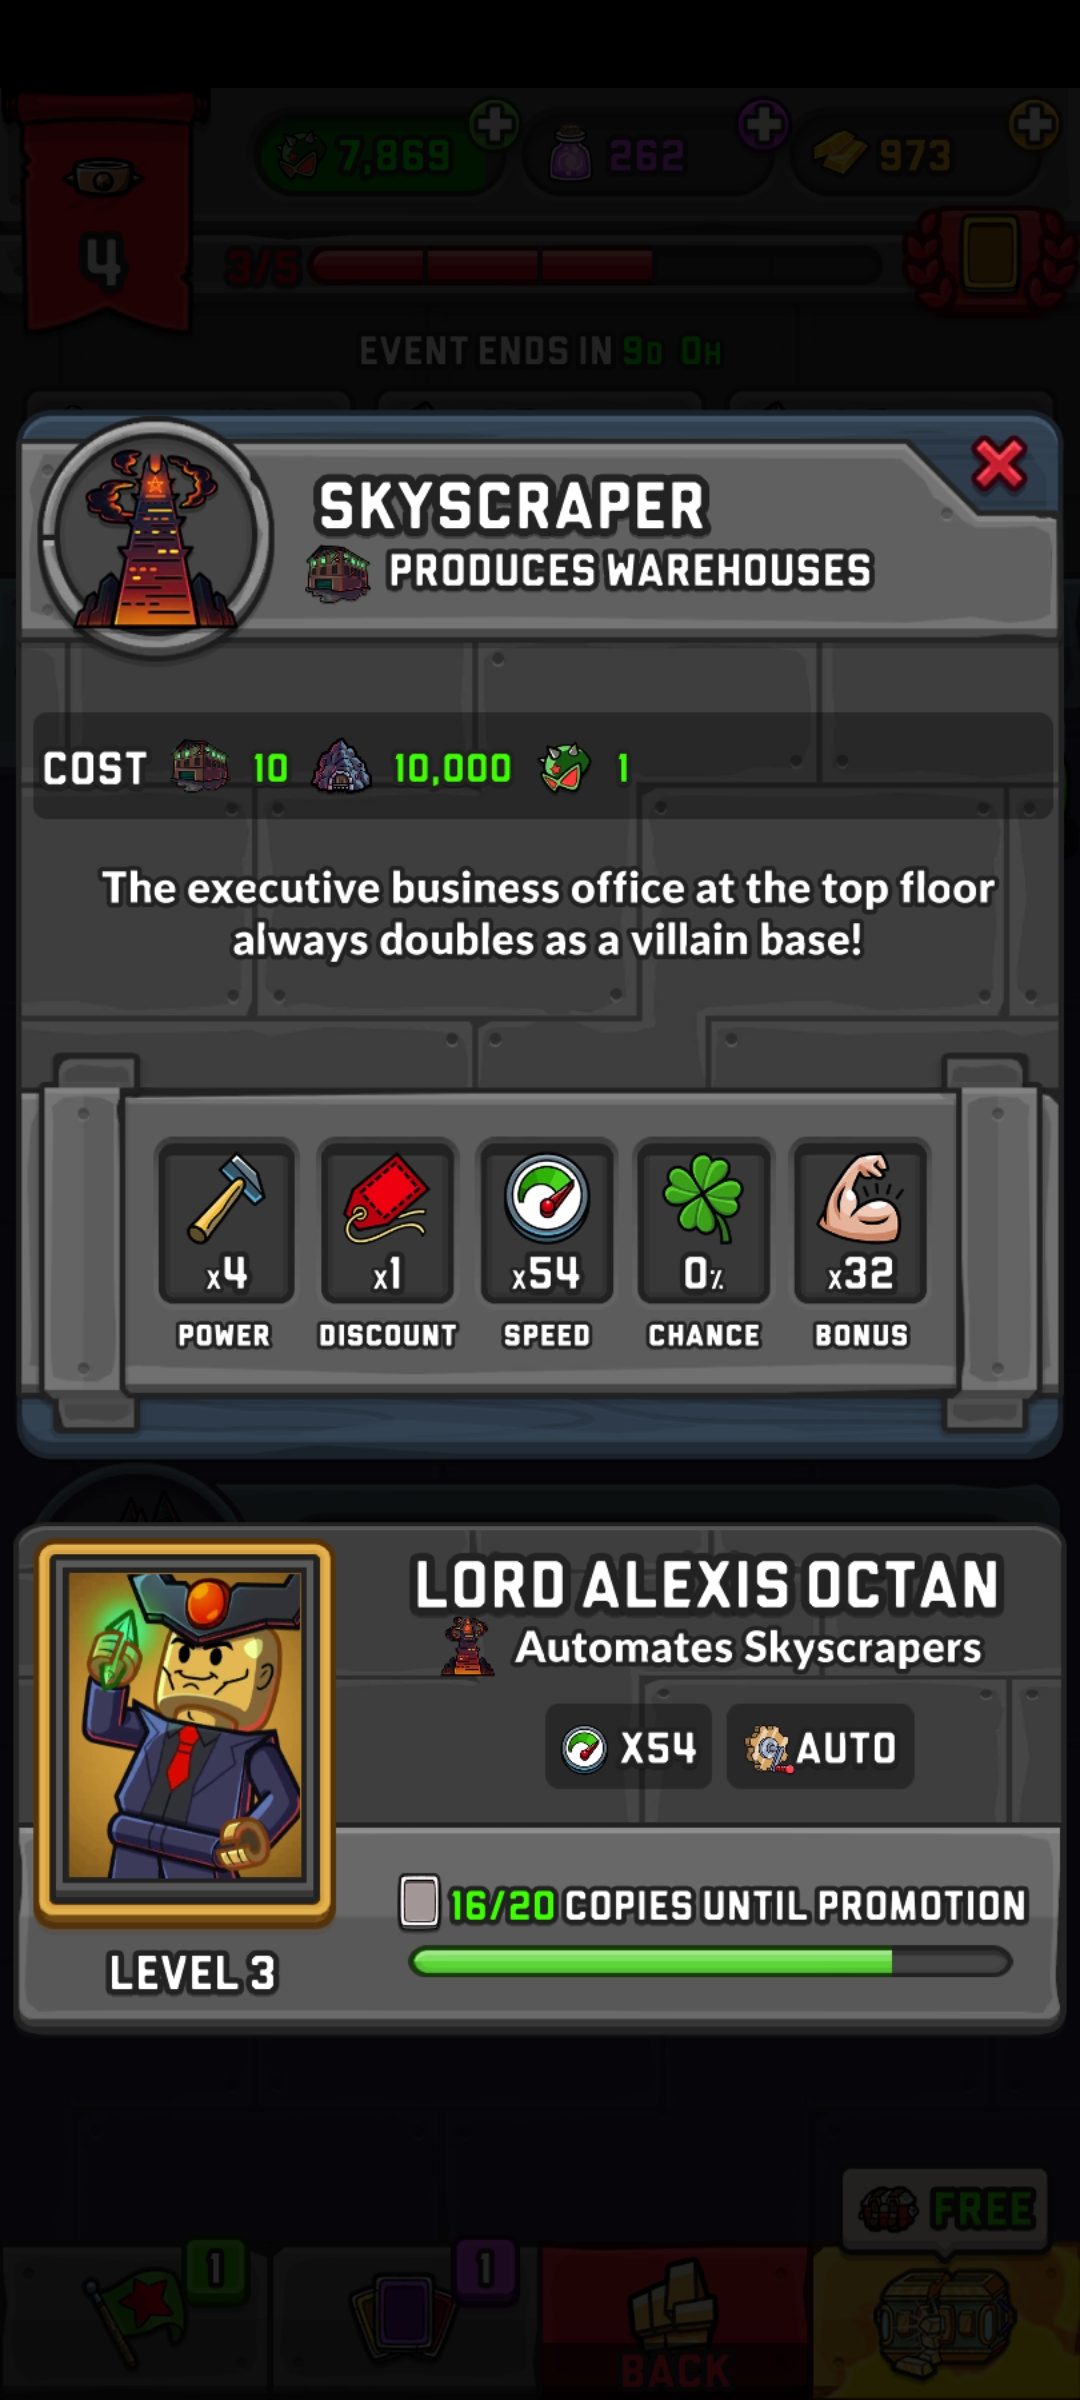 7,869
262
973
4
3/5
EVENT ENDS IN 9D 0H
SKYSCRAPER
PRODUCES WAREHOUSES
COST 10 10,000 1
The executive business office at the top floor
always doubles as a villain base!
x4 x1 x54 0% x32
POWER DISCOUNT SPEED CHANCE BONUS
LORD ALEXIS OCTAN
Automates Skyscrapers
X54 AUTO
16/20 COPIES UNTIL PROMOTION
LEVEL 3
FREE
1
1
BACK